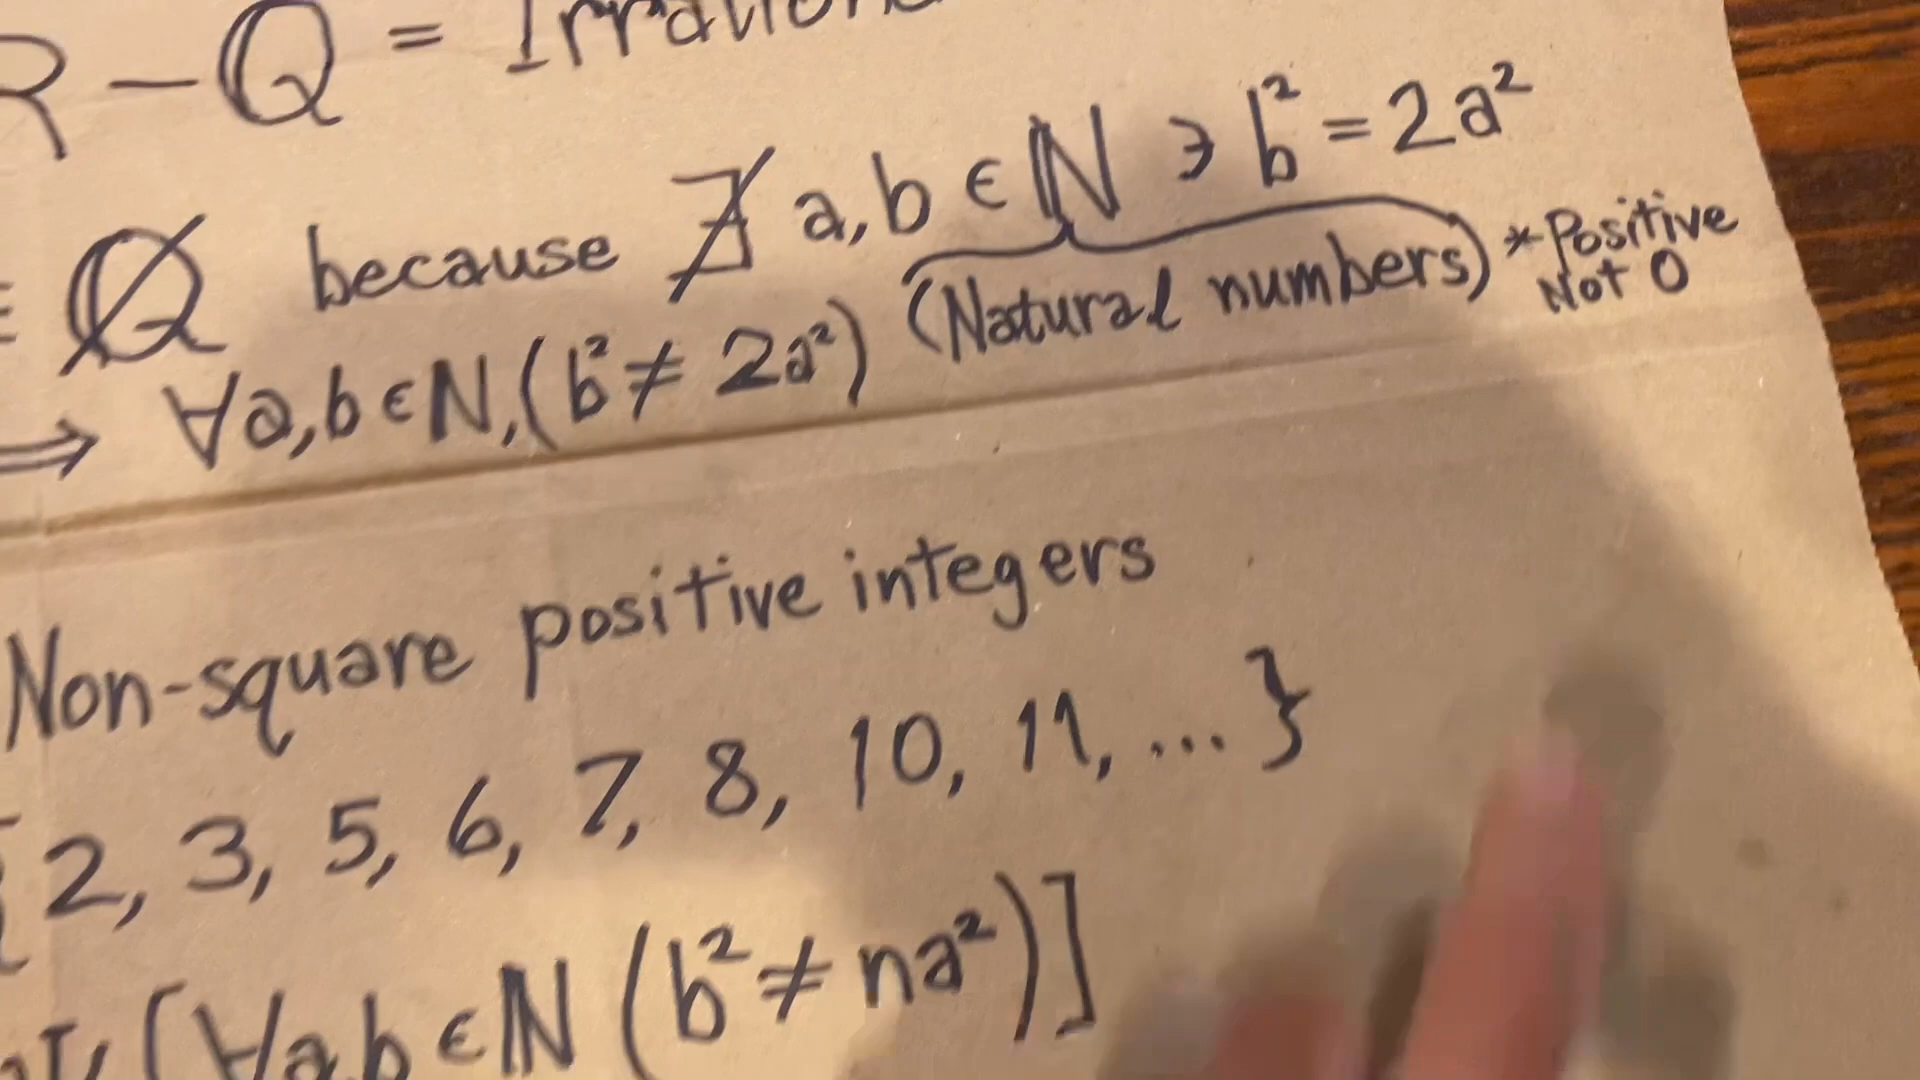 R – Q = Irration
Q̸ because ∄ a, b ∈ ℕ ∋ b² = 2a²
(Natural numbers) *Positive
Not 0
⇒ ∀a, b ∈ ℕ, (b² ≠ 2a²)
Non-square positive integers
{2, 3, 5, 6, 7, 8, 10, 11, ... }
[∀a, b ∈ ℕ (b² ≠ na²)]